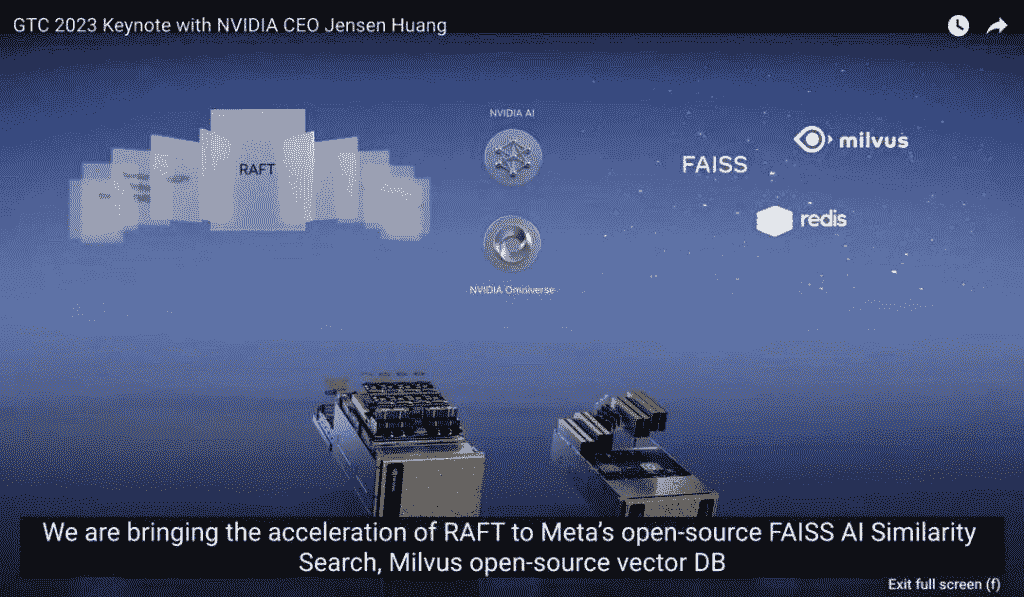 GTC 2023 Keynote with NVIDIA CEO Jensen Huang
RAFT
NVIDIA AI
NVIDIA Omniverse
FAISS
milvus
redis
We are bringing the acceleration of RAFT to Meta’s open-source FAISS AI Similarity
Search, Milvus open-source vector DB
Exit full screen (f)